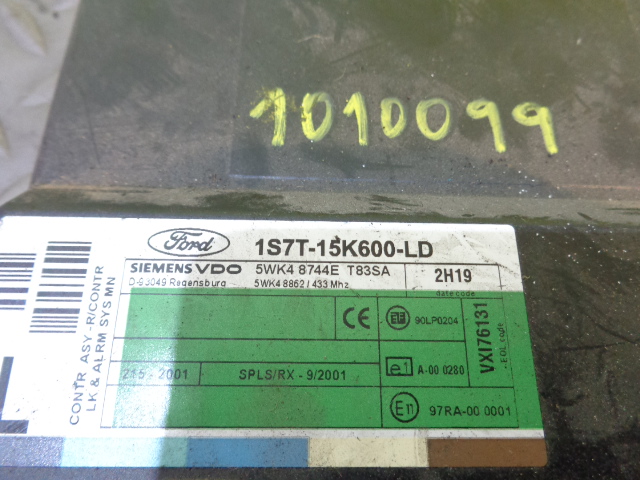 1010099
Ford 1S7T-15K600-LD
SIEMENS VDO 5WK4 8744E T83SA 2H19
D-93049 Regensburg 5WK4 8862 / 433 Mhz date code
CE 90LP0204
215 - 2001 SPLS/RX - 9/2001 e1 A-00 0280
97RA-00 0001
VXI76131
- EOL code
CONTR ASY -R/CONTR
LK & ALRM SYS MN